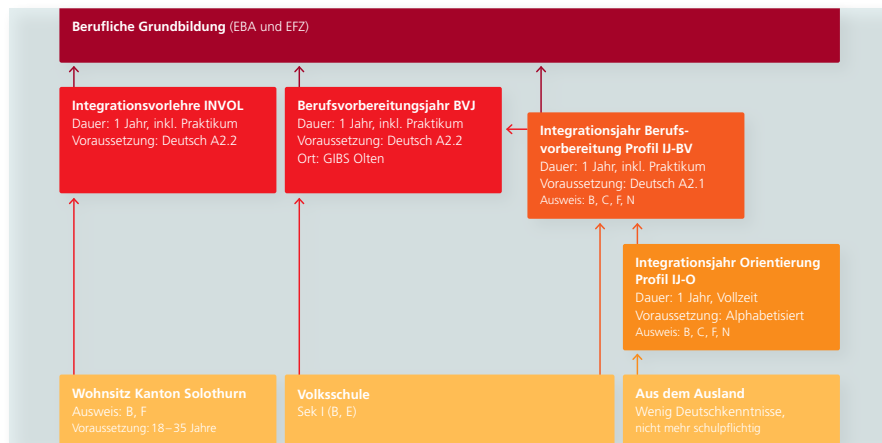 Berufliche Grundbildung (EBA und EFZ)
Integrationsvorlehre INVOL
Dauer: 1 Jahr, inkl. Praktikum
Voraussetzung: Deutsch A2.2
Berufsvorbereitungsjahr BVJ
Dauer: 1 Jahr, inkl. Praktikum
Voraussetzung: Deutsch A2.2
Ort: GIBS Olten
Integrationsjahr Berufs-
vorbereitung Profil IJ-BV
Dauer: 1 Jahr, inkl. Praktikum
Voraussetzung: Deutsch A2.1
Ausweis: B, C, F, N
Integrationsjahr Orientierung
Profil IJ-O
Dauer: 1 Jahr, Vollzeit
Voraussetzung: Alphabetisiert
Ausweis: B, C, F, N
Wohnsitz Kanton Solothurn
Ausweis: B, F
Voraussetzung: 18–35 Jahre
Volksschule
Sek I (B, E)
Aus dem Ausland
Wenig Deutschkenntnisse,
nicht mehr schulpflichtig